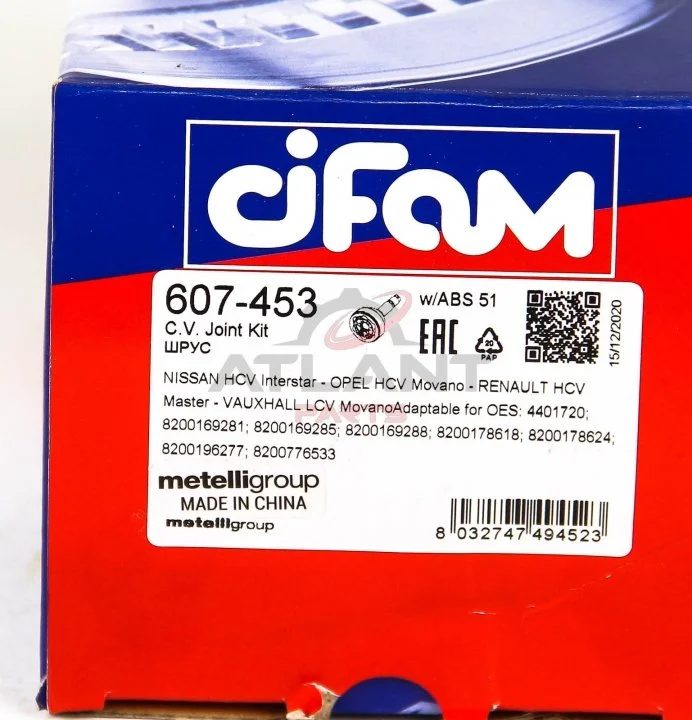 cifam
607-453
w/ABS 51
C.V. Joint Kit
ШРУС
EAC
20
PAP
15/12/2020
ATLANT
PARTS
NISSAN HCV Interstar - OPEL HCV Movano - RENAULT HCV
Master - VAUXHALL LCV MovanoAdaptable for OES: 4401720;
8200169281; 8200169285; 8200169288; 8200178618; 8200178624;
8200196277; 8200776533
metelligroup
MADE IN CHINA
metelligroup
8 032747 494523